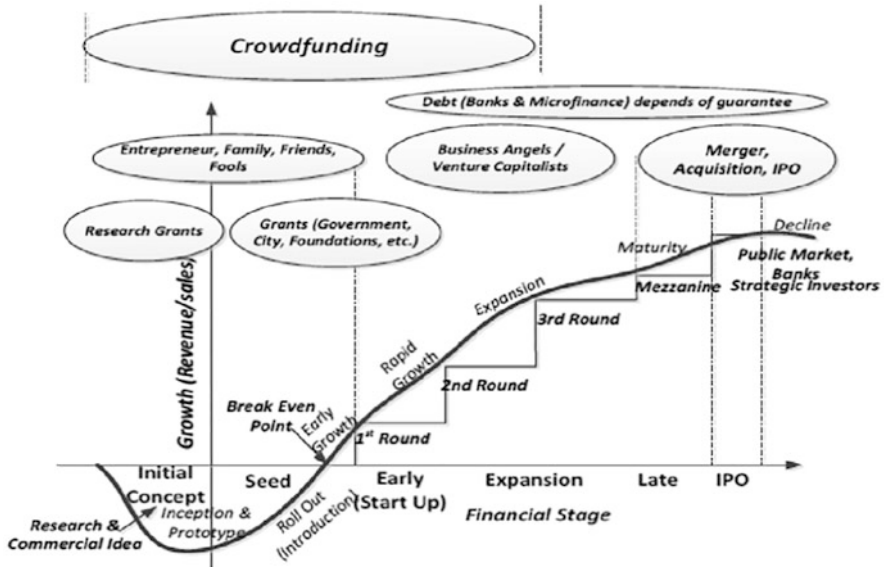 Crowdfunding
Debt (Banks & Microfinance) depends of guarantee
Entrepreneur, Family, Friends,
Fools
Business Angels /
Venture Capitalists
Merger,
Acquisition, IPO
Research Grants
Grants (Government,
City, Foundations, etc.)
Growth (Revenue/sales,
Decline
Maturity
Public Market,
Banks
Strategic Investors
Mezzanine
Expansion
3rd Round
Rapid
Growth
2nd Round
Break Even
Point
Early
Growth
1st Round
Initial
Concept
Seed
Early
(Start Up)
Expansion
Late
IPO
Inception &
Prototype
Roll Out
(Introduction)
Financial Stage
Research &
Commercial Idea